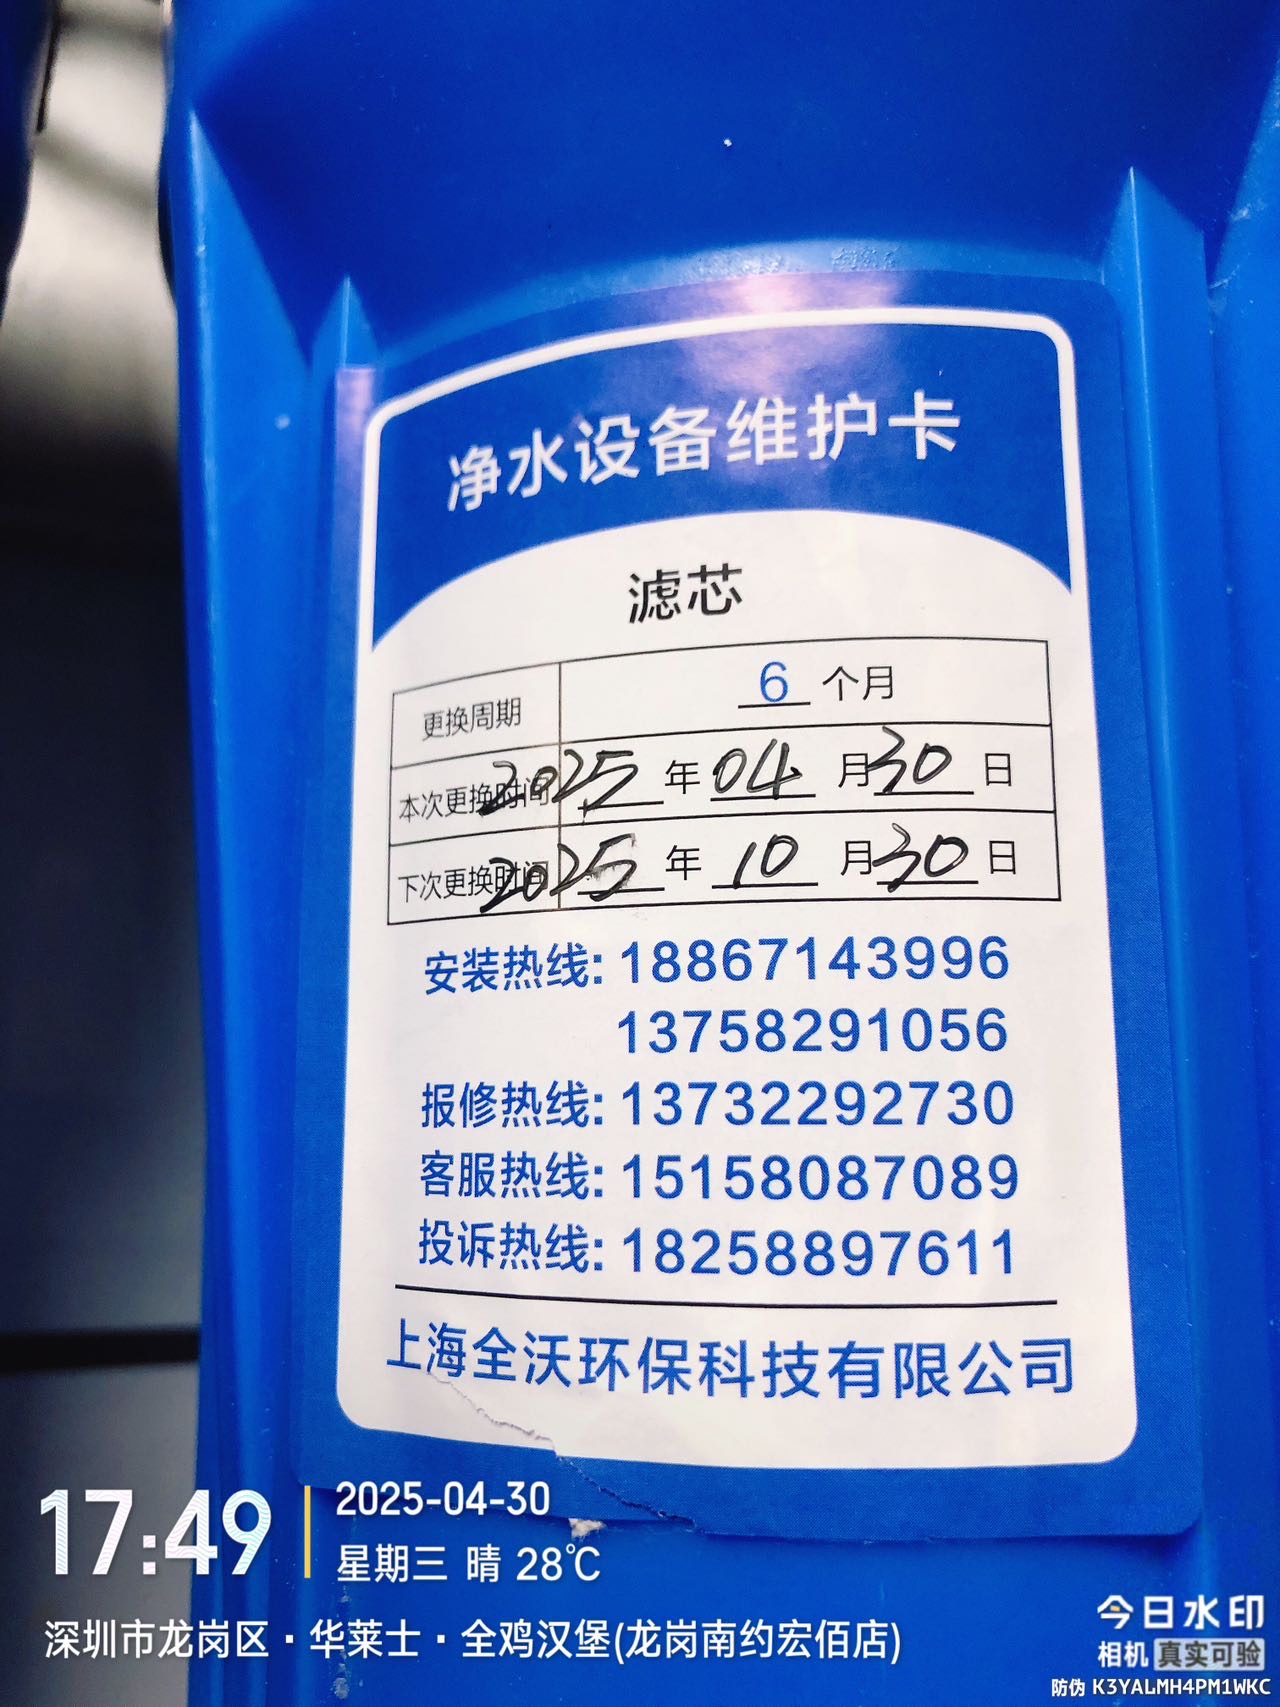 净水设备维护卡
滤芯
更换周期 6 个月
本次更换时间 2025 年 04 月 30 日
下次更换时间 2025 年 10 月 30 日
安装热线: 18867143996
13758291056
报修热线: 13732292730
客服热线: 15158087089
投诉热线: 18258897611
上海全沃环保科技有限公司
17:49
2025-04-30
星期三 晴 28℃
深圳市龙岗区·华莱士·全鸡汉堡(龙岗南约宏佰店)
今日水印
相机 真实可验
防伪 K3YALMH4PM1WKC